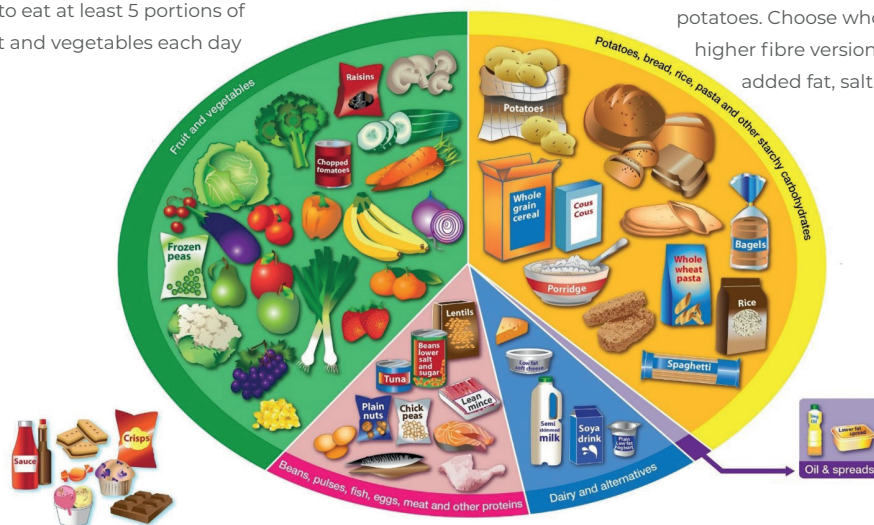 to eat at least 5 portions of
t and vegetables each day
potatoes. Choose who
higher fibre version
added fat, salt
Fruit and vegetables
Raisins
Chopped
tomatoes
Frozen
peas
Potatoes, bread, rice, pasta and other starchy carbohydrates
Potatoes
Whole
grain
cereal
Cous
Cous
Bagels
Whole
wheat
pasta
Porridge
Rice
Spaghetti
Lentils
Beans
lower
salt
and
sugar
Tuna
Plain
nuts
Chick
peas
Lean
mince
Beans, pulses, fish, eggs, meat and other proteins
Low fat
soft cheese
Semi
skimmed
milk
Soya
drink
Plain
Low fat
yoghurt
Dairy and alternatives
Sauce
Crisps
Oil
Lower fat
spread
Oil & spreads